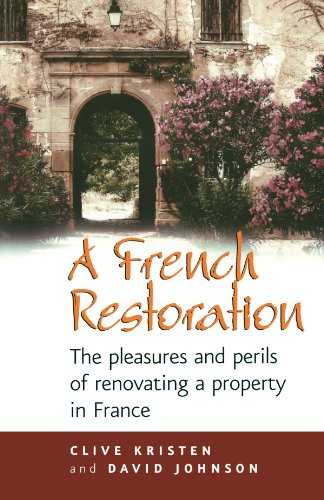 A French
Restoration
The pleasures and perils
of renovating a property
in France
CLIVE KRISTEN
and DAVID JOHNSON